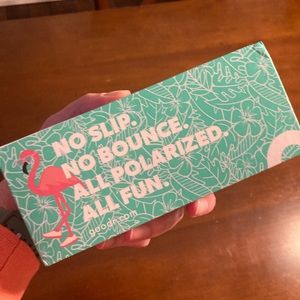 NO SLIP.
NO BOUNCE.
ALL POLARIZED.
ALL FUN.
goodr.com